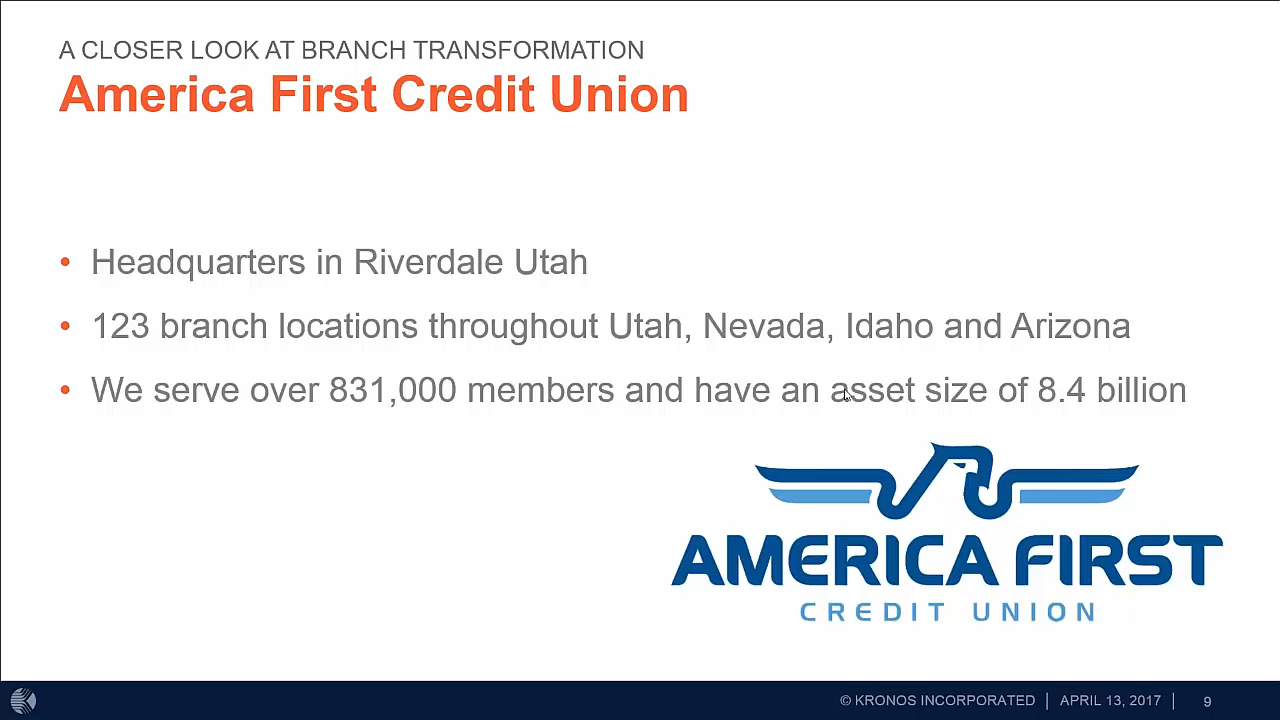 A CLOSER LOOK AT BRANCH TRANSFORMATION
America First Credit Union
• Headquarters in Riverdale Utah
• 123 branch locations throughout Utah, Nevada, Idaho and Arizona
• We serve over 831,000 members and have an asset size of 8.4 billion
AMERICA FIRST
CREDIT UNION
© KRONOS INCORPORATED | APRIL 13, 2017 | 9